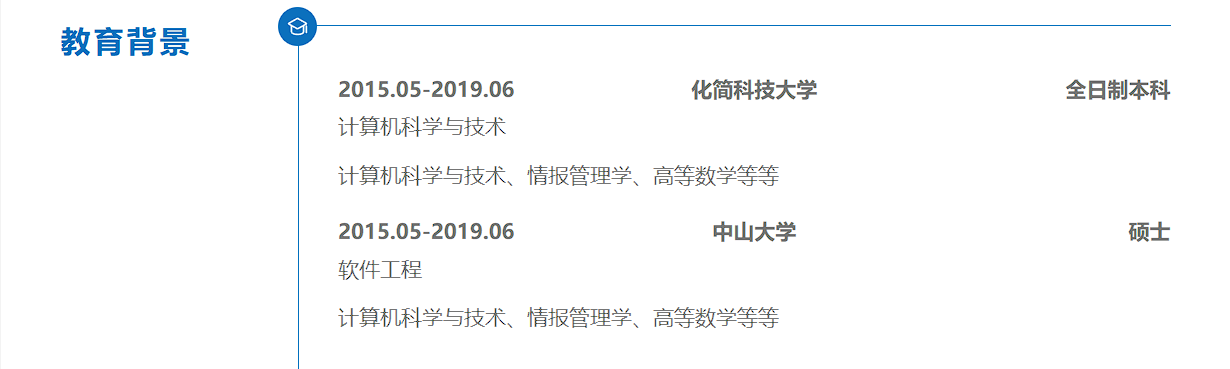 教育背景
2015.05-2019.06 化简科技大学 全日制本科
计算机科学与技术
计算机科学与技术、情报管理学、高等数学等等
2015.05-2019.06 中山大学 硕士
软件工程
计算机科学与技术、情报管理学、高等数学等等